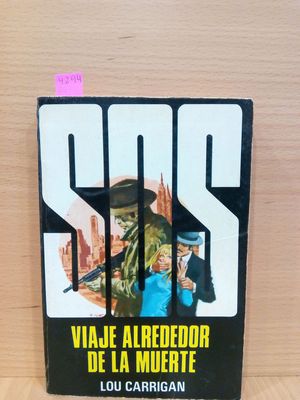 4294
SOS
VIAJE ALREDEDOR
DE LA MUERTE
LOU CARRIGAN